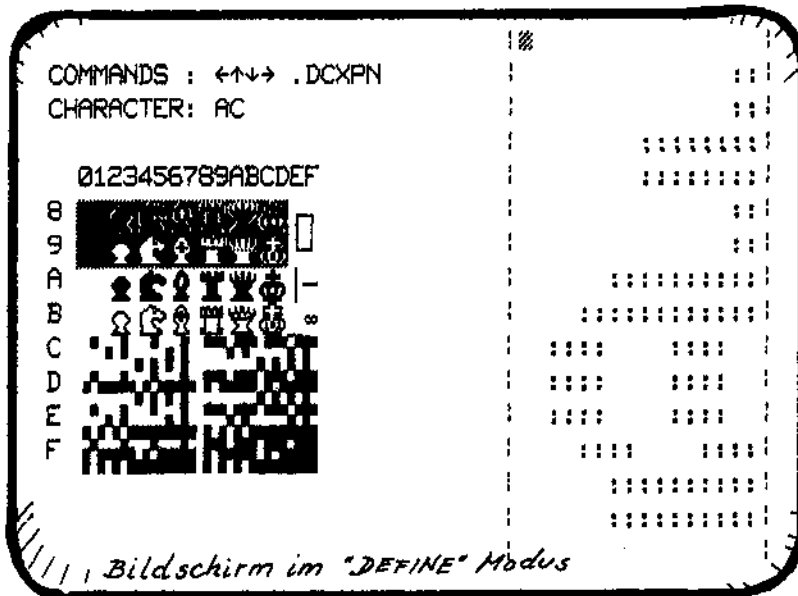 COMMANDS : ←↑↓→ .DCXPN
CHARACTER: AC
0123456789ABCDEF
8
9
A
B
C
D
E
F
Bildschirm im "DEFINE" Modus